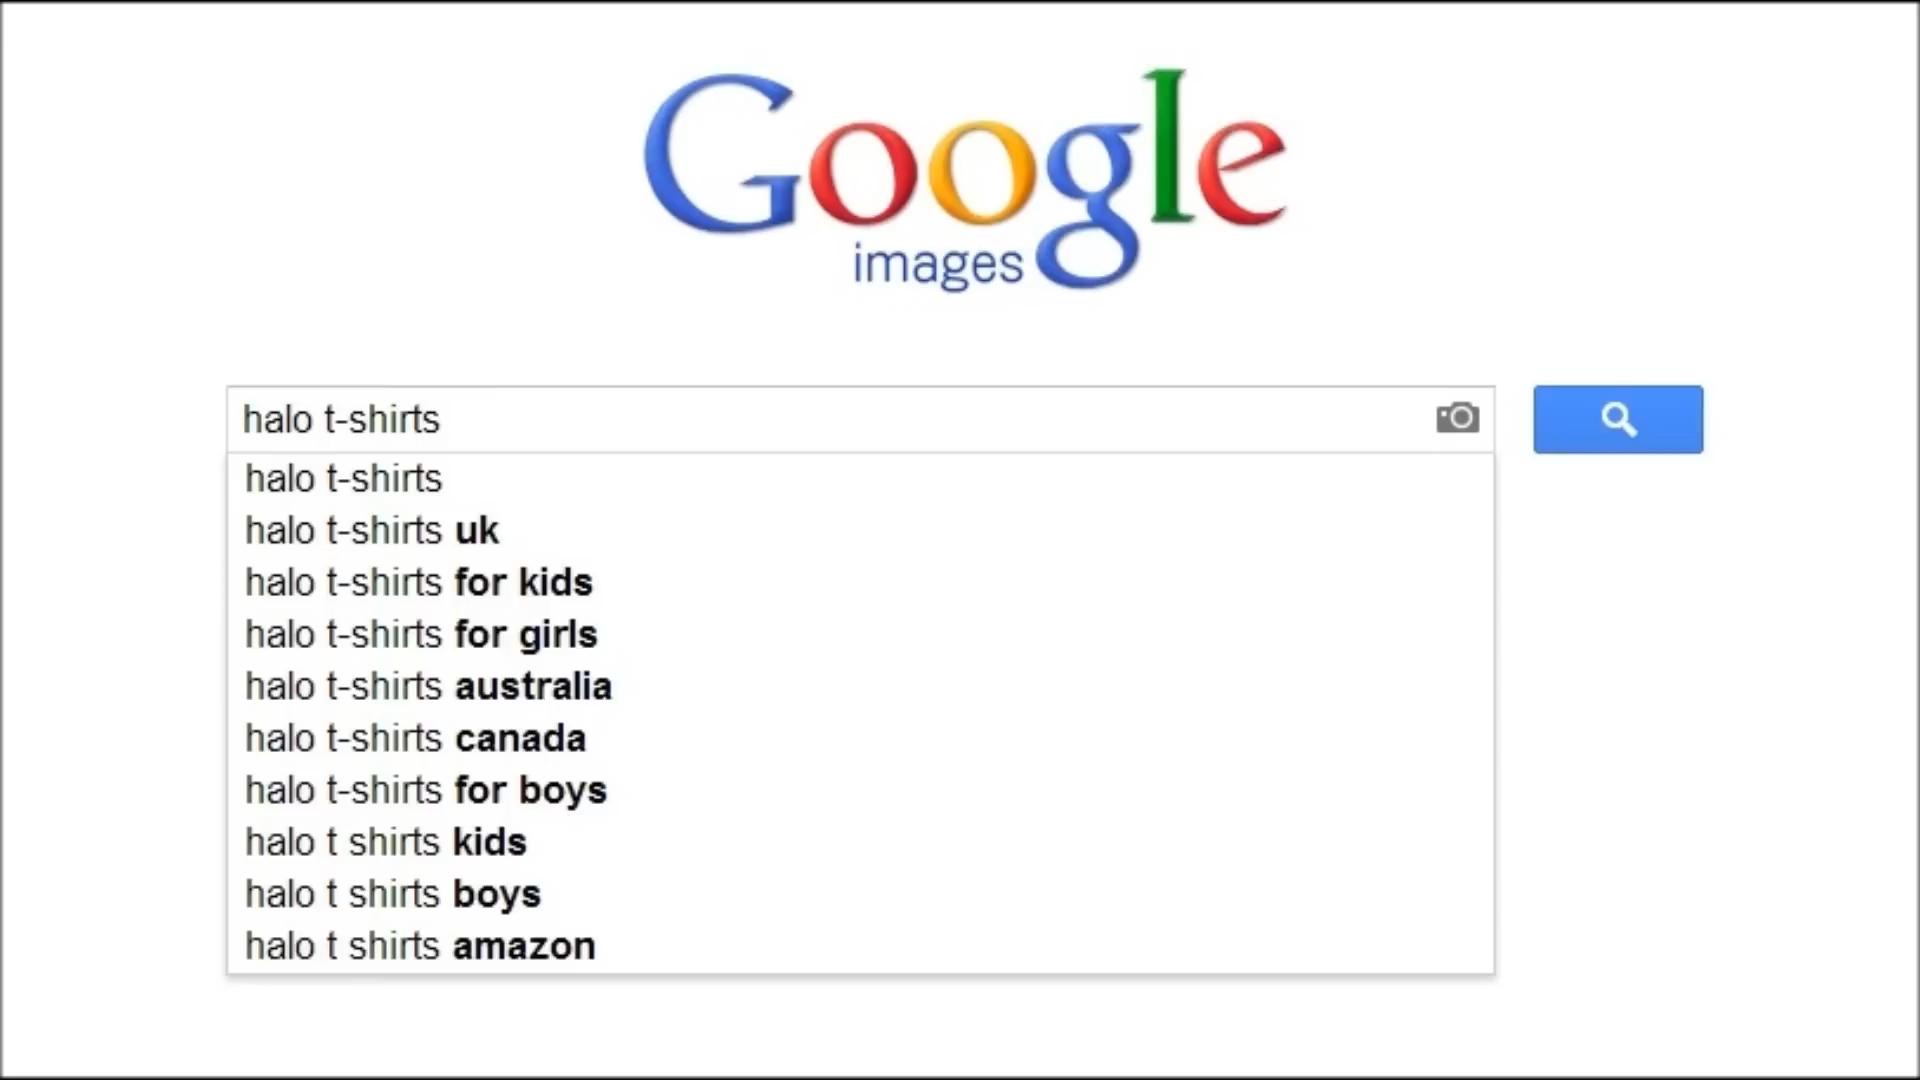 Google
images
halo t-shirts
halo t-shirts
halo t-shirts uk
halo t-shirts for kids
halo t-shirts for girls
halo t-shirts australia
halo t-shirts canada
halo t-shirts for boys
halo t shirts kids
halo t shirts boys
halo t shirts amazon